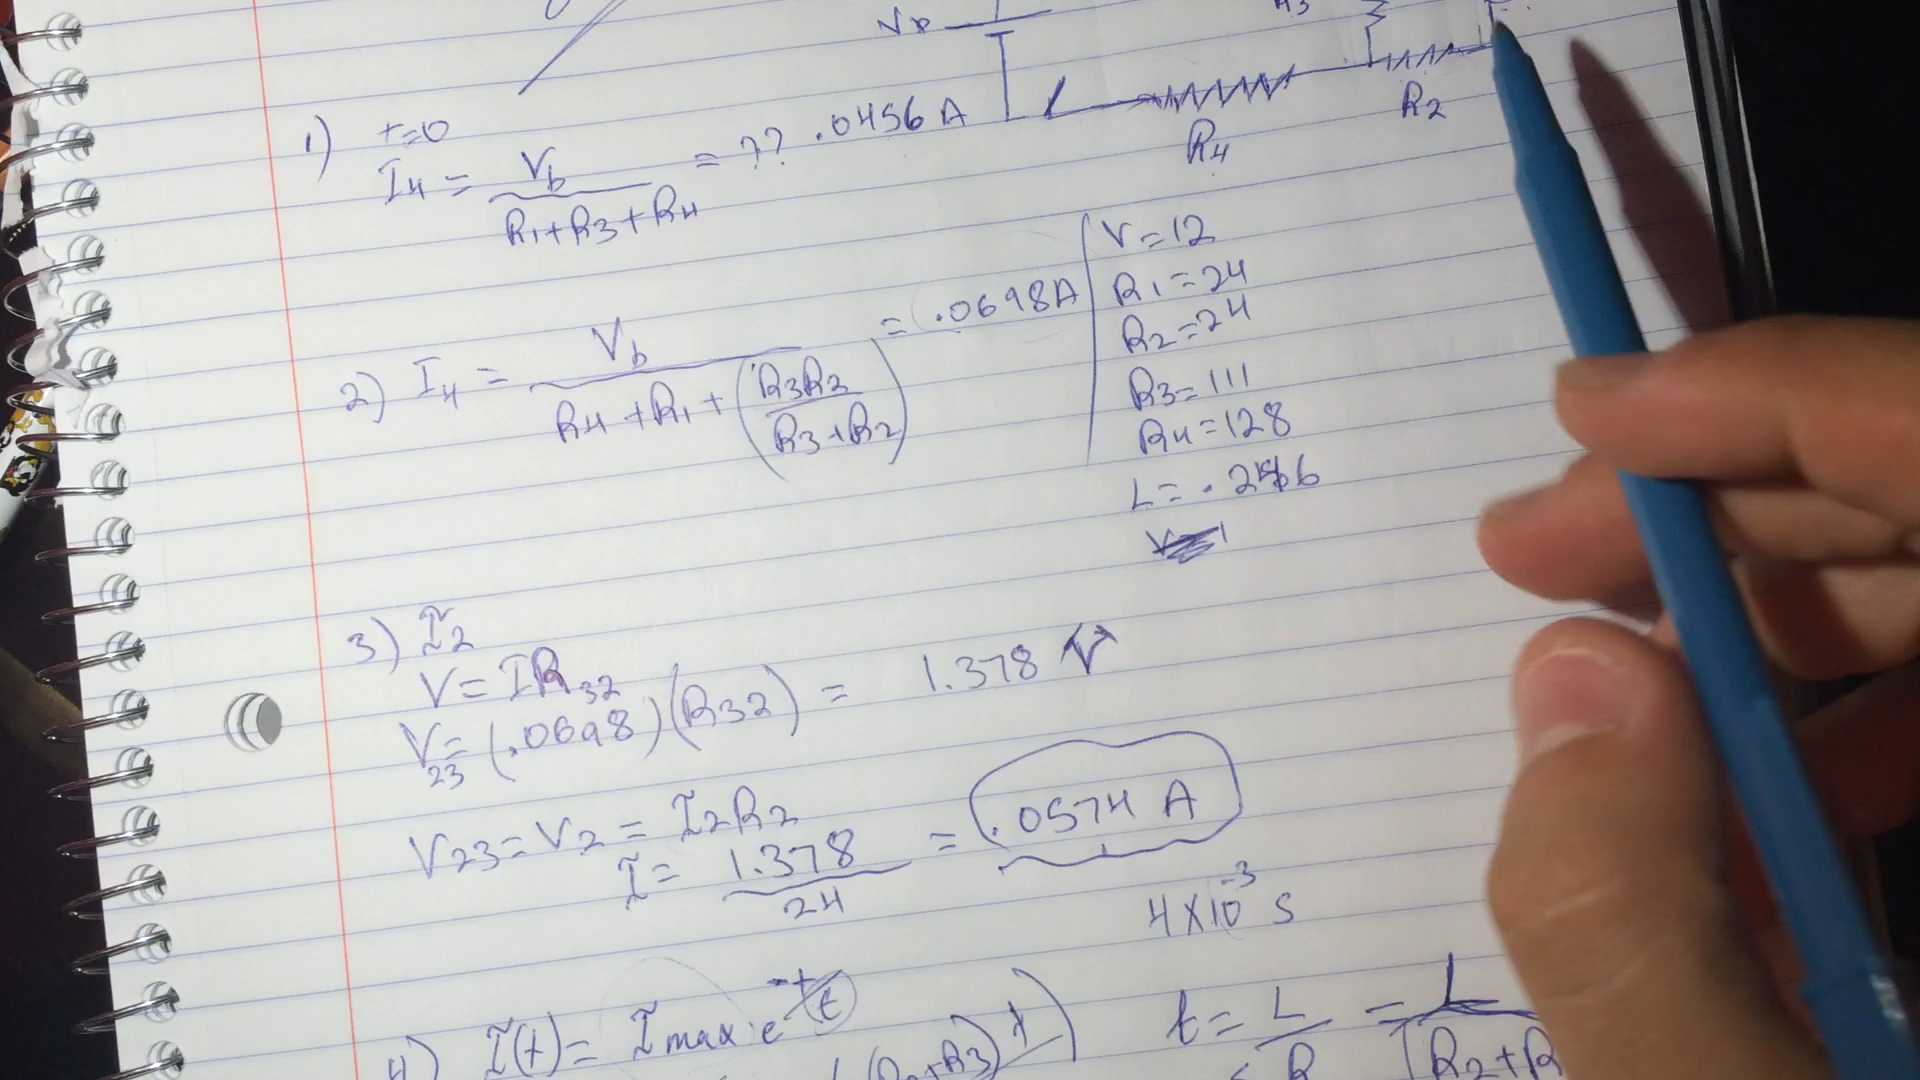 Vb
R3
R2
R4
1) t=0
I4 = Vb / (R1+R3+R4) = ?? .0456 A
2) I4 = Vb / (R4 + R1 + (R3R2 / (R3+R2))) = .0698A
V=12
R1=24
R2=24
R3=111
R4=128
L=
3) I2
V=IR32
V23=(.0698)(R32) = 1.378 V
V23=V2 = I2R2
I= 1.378 / 24 = .0574 A
4X10^-3 S
4) I(t)= Imax.e
t= L / R = L
R2+R